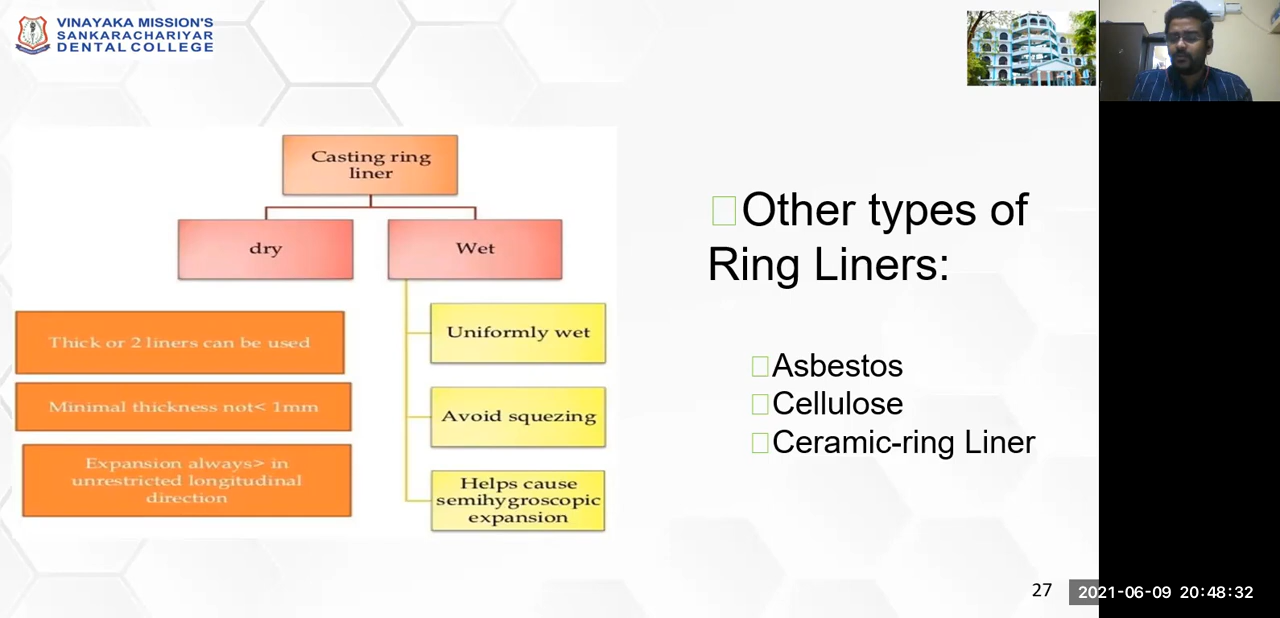 VINAYAKA MISSION'S
SANKARACHARIYAR
DENTAL COLLEGE
Casting ring
liner
dry
Wet
Thick or 2 liners can be used
Minimal thickness not< 1mm
Expansion always> in
unrestricted longitudinal
direction
Uniformly wet
Avoid squezing
Helps cause
semihygroscopic
expansion
Other types of
Ring Liners:
Asbestos
Cellulose
Ceramic-ring Liner
27
2021-06-09 20:48:32